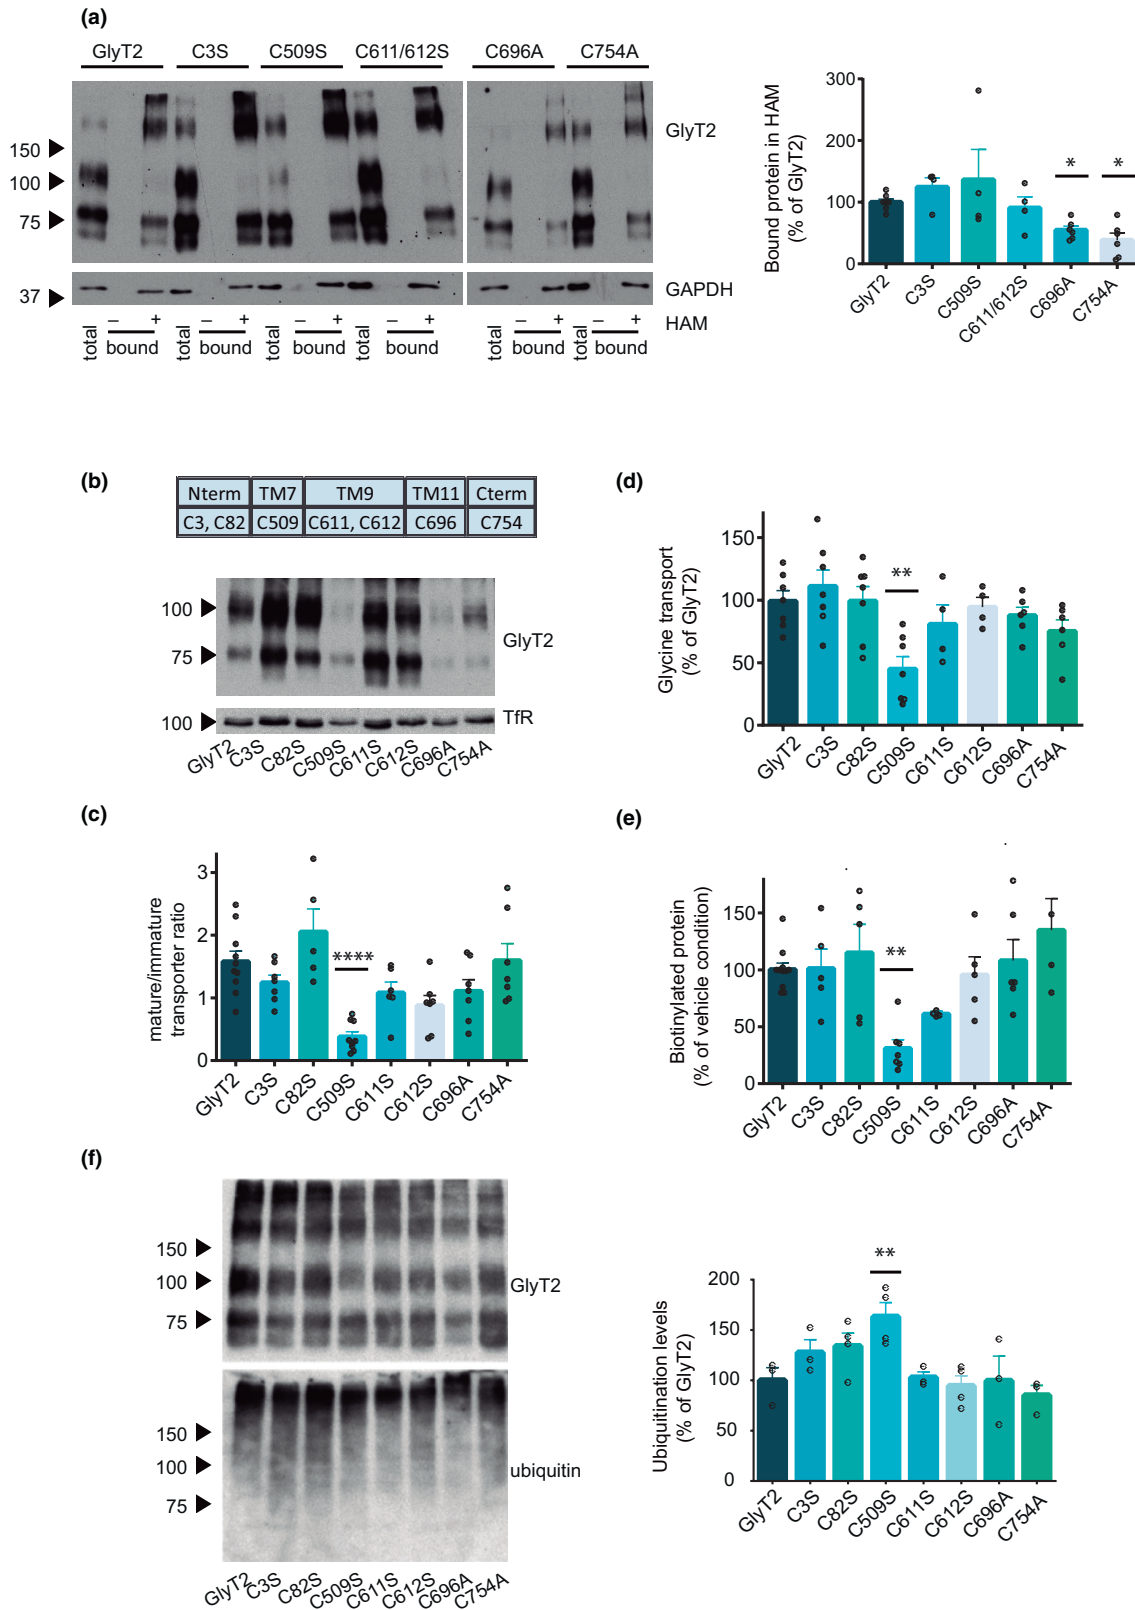 (a)
GlyT2 C3S C509S C611/612S C696A C754A
150
100
75
37
GlyT2
GAPDH
HAM
– + – + – + – + – + – +
total bound total bound total bound total bound total bound total bound
Bound protein in HAM
(% of GlyT2)
300
200
100
0
* *
GlyT2 C3S C509S C611/612S C696A C754A
(b)
Nterm TM7 TM9 TM11 Cterm
C3, C82 C509 C611, C612 C696 C754
100
75
GlyT2
100
TfR
GlyT2 C3S C82S C509S C611S C612S C696A C754A
(d)
Glycine transport
(% of GlyT2)
150
100
50
0
**
GlyT2 C3S C82S C509S C611S C612S C696A C754A
(c)
mature/immature
transporter ratio
3
2
1
0
****
GlyT2 C3S C82S C509S C611S C612S C696A C754A
(e)
Biotinylated protein
(% of vehicle condition)
150
100
50
0
**
GlyT2 C3S C82S C509S C611S C612S C696A C754A
(f)
150
100
75
GlyT2
150
100
75
ubiquitin
GlyT2 C3S C82S C509S C611S C612S C696A C754A
Ubiquitination levels
(% of GlyT2)
200
150
100
50
0
**
GlyT2 C3S C82S C509S C611S C612S C696A C754A